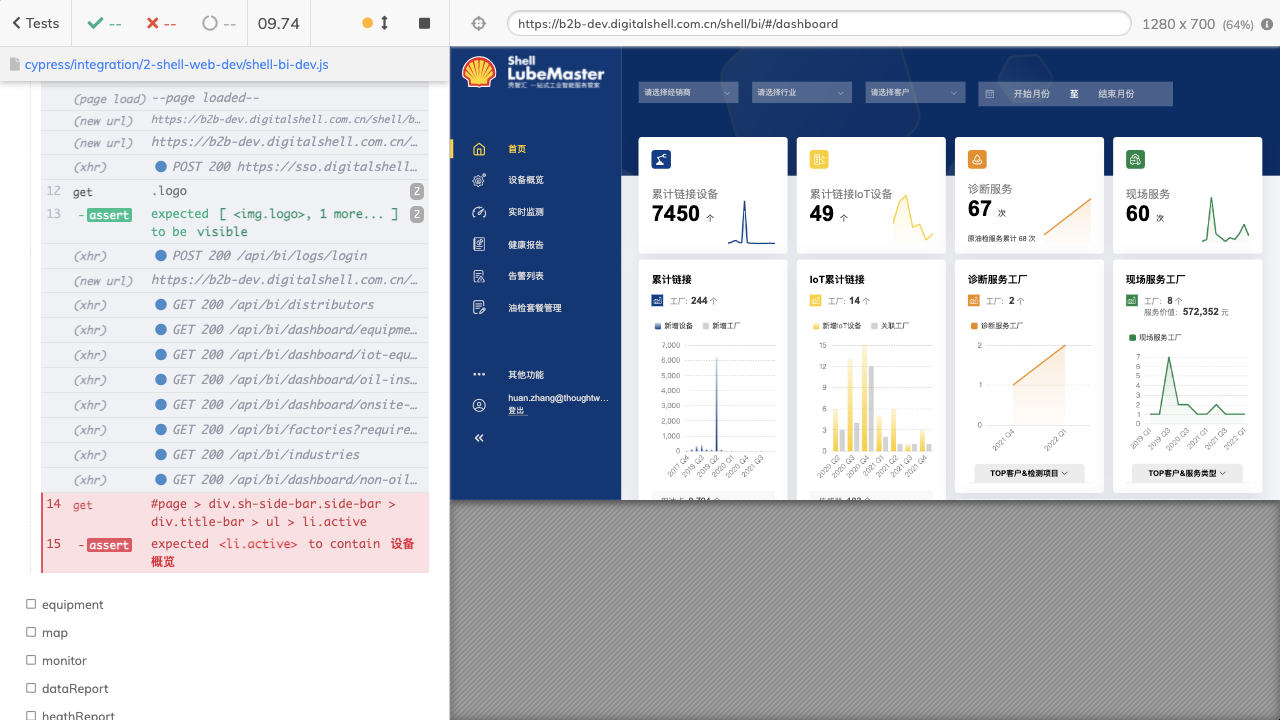 Tests
--
--
--
09.74
https://b2b-dev.digitalshell.com.cn/shell/bi/#/dashboard
1280 x 700 (64%)
cypress/integration/2-shell-web-dev/shell-bi-dev.js
(page load) --page loaded--
(new url) https://b2b-dev.digitalshell.com.cn/shell/b...
(new url) https://b2b-dev.digitalshell.com.cn/...
(xhr) POST 200 https://sso.digitalshell...
12 get .logo 2
13 -assert expected [ <img.logo>, 1 more... ] 2
to be visible
(xhr) POST 200 /api/bi/logs/login
(new url) https://b2b-dev.digitalshell.com.cn/...
(xhr) GET 200 /api/bi/distributors
(xhr) GET 200 /api/bi/dashboard/equipme...
(xhr) GET 200 /api/bi/dashboard/iot-equ...
(xhr) GET 200 /api/bi/dashboard/oil-ins...
(xhr) GET 200 /api/bi/dashboard/onsite-...
(xhr) GET 200 /api/bi/factories?require...
(xhr) GET 200 /api/bi/industries
(xhr) GET 200 /api/bi/dashboard/non-oil...
14 get #page > div.sh-side-bar.side-bar >
div.title-bar > ul > li.active
15 -assert expected <li.active> to contain 设备
概览
equipment
map
monitor
dataReport
heathReport
Shell
LubeMaster
壳智汇 一站式工业智能服务管家
首页
设备概览
实时监测
健康报告
告警列表
油检套餐管理
其他功能
huan.zhang@thoughtw...
登出
请选择经销商
请选择行业
请选择客户
开始月份 至 结束月份
累计链接设备
7450 个
累计链接IoT设备
49 个
诊断服务
67 次
原油检服务累计 68 次
现场服务
60 次
累计链接
工厂: 244 个
新增设备 新增工厂
7,000
6,000
5,000
4,000
3,000
2,000
1,000
0
2017 Q4
2018 Q3
2019 Q2
2020 Q1
2020 Q4
2021 Q3
IoT累计链接
工厂: 14 个
新增IoT设备 关联工厂
15
12
9
6
3
0
2020 Q2
2020 Q3
2020 Q4
2021 Q1
2021 Q2
2021 Q3
2020 Q4
诊断服务工厂
工厂: 2 个
诊断服务工厂
2
1
0
2021 Q4
2022 Q1
TOP客户&检测项目
现场服务工厂
工厂: 8 个
服务价值: 572,352 元
现场服务工厂
7
6
5
4
3
2
1
0
2019 Q1
2019 Q3
2020 Q1
2020 Q3
2021 Q1
2021 Q3
2022 Q1
TOP客户&服务类型